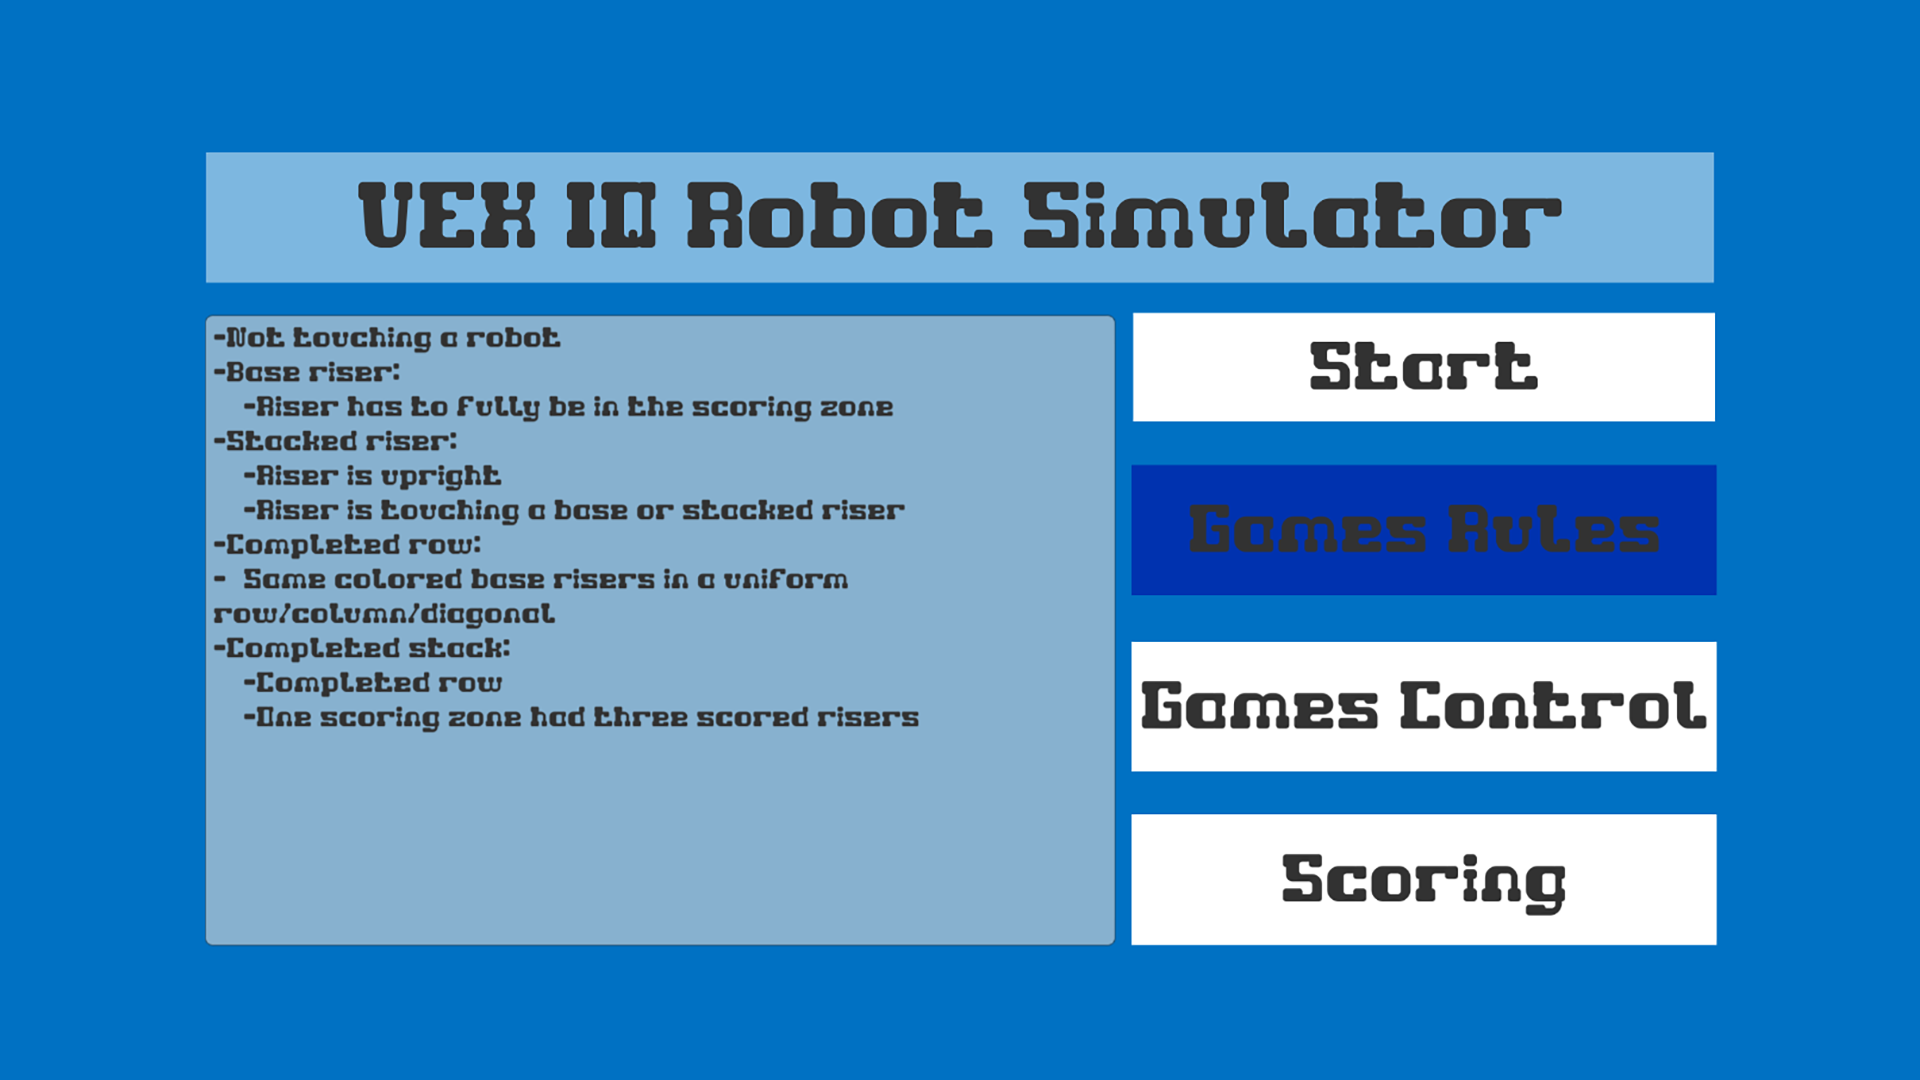 VEX IQ Robot Simulator
-Not touching a robot
-Base riser:
-Riser has to fully be in the scoring zone
-Stacked riser:
-Riser is upright
-Riser is touching a base or stacked riser
-Completed row:
- Same colored base risers in a uniform
row/column/diagonal
-Completed stack:
-Completed row
-One scoring zone had three scored risers
Start
Games Rules
Games Control
Scoring